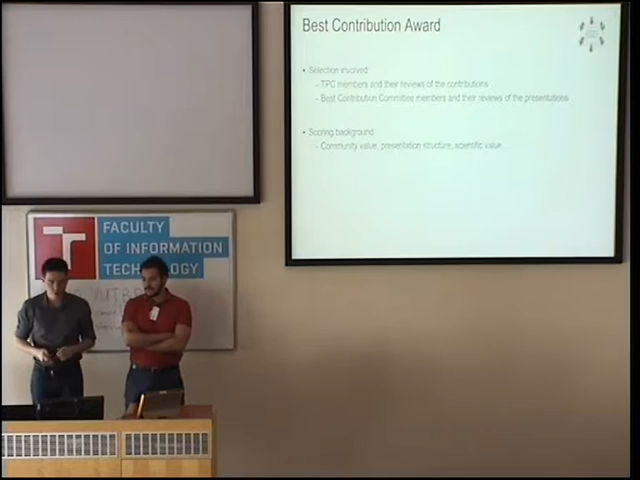 Best Contribution Award
• Selection involved:
– TPC members and their reviews of the contributions
– Best Contribution Committee members and their reviews of the presentations
• Scoring background:
– Community value, presentation structure, scientific value...
T
FACULTY
OF INFORMATION
TECHNOLOGY